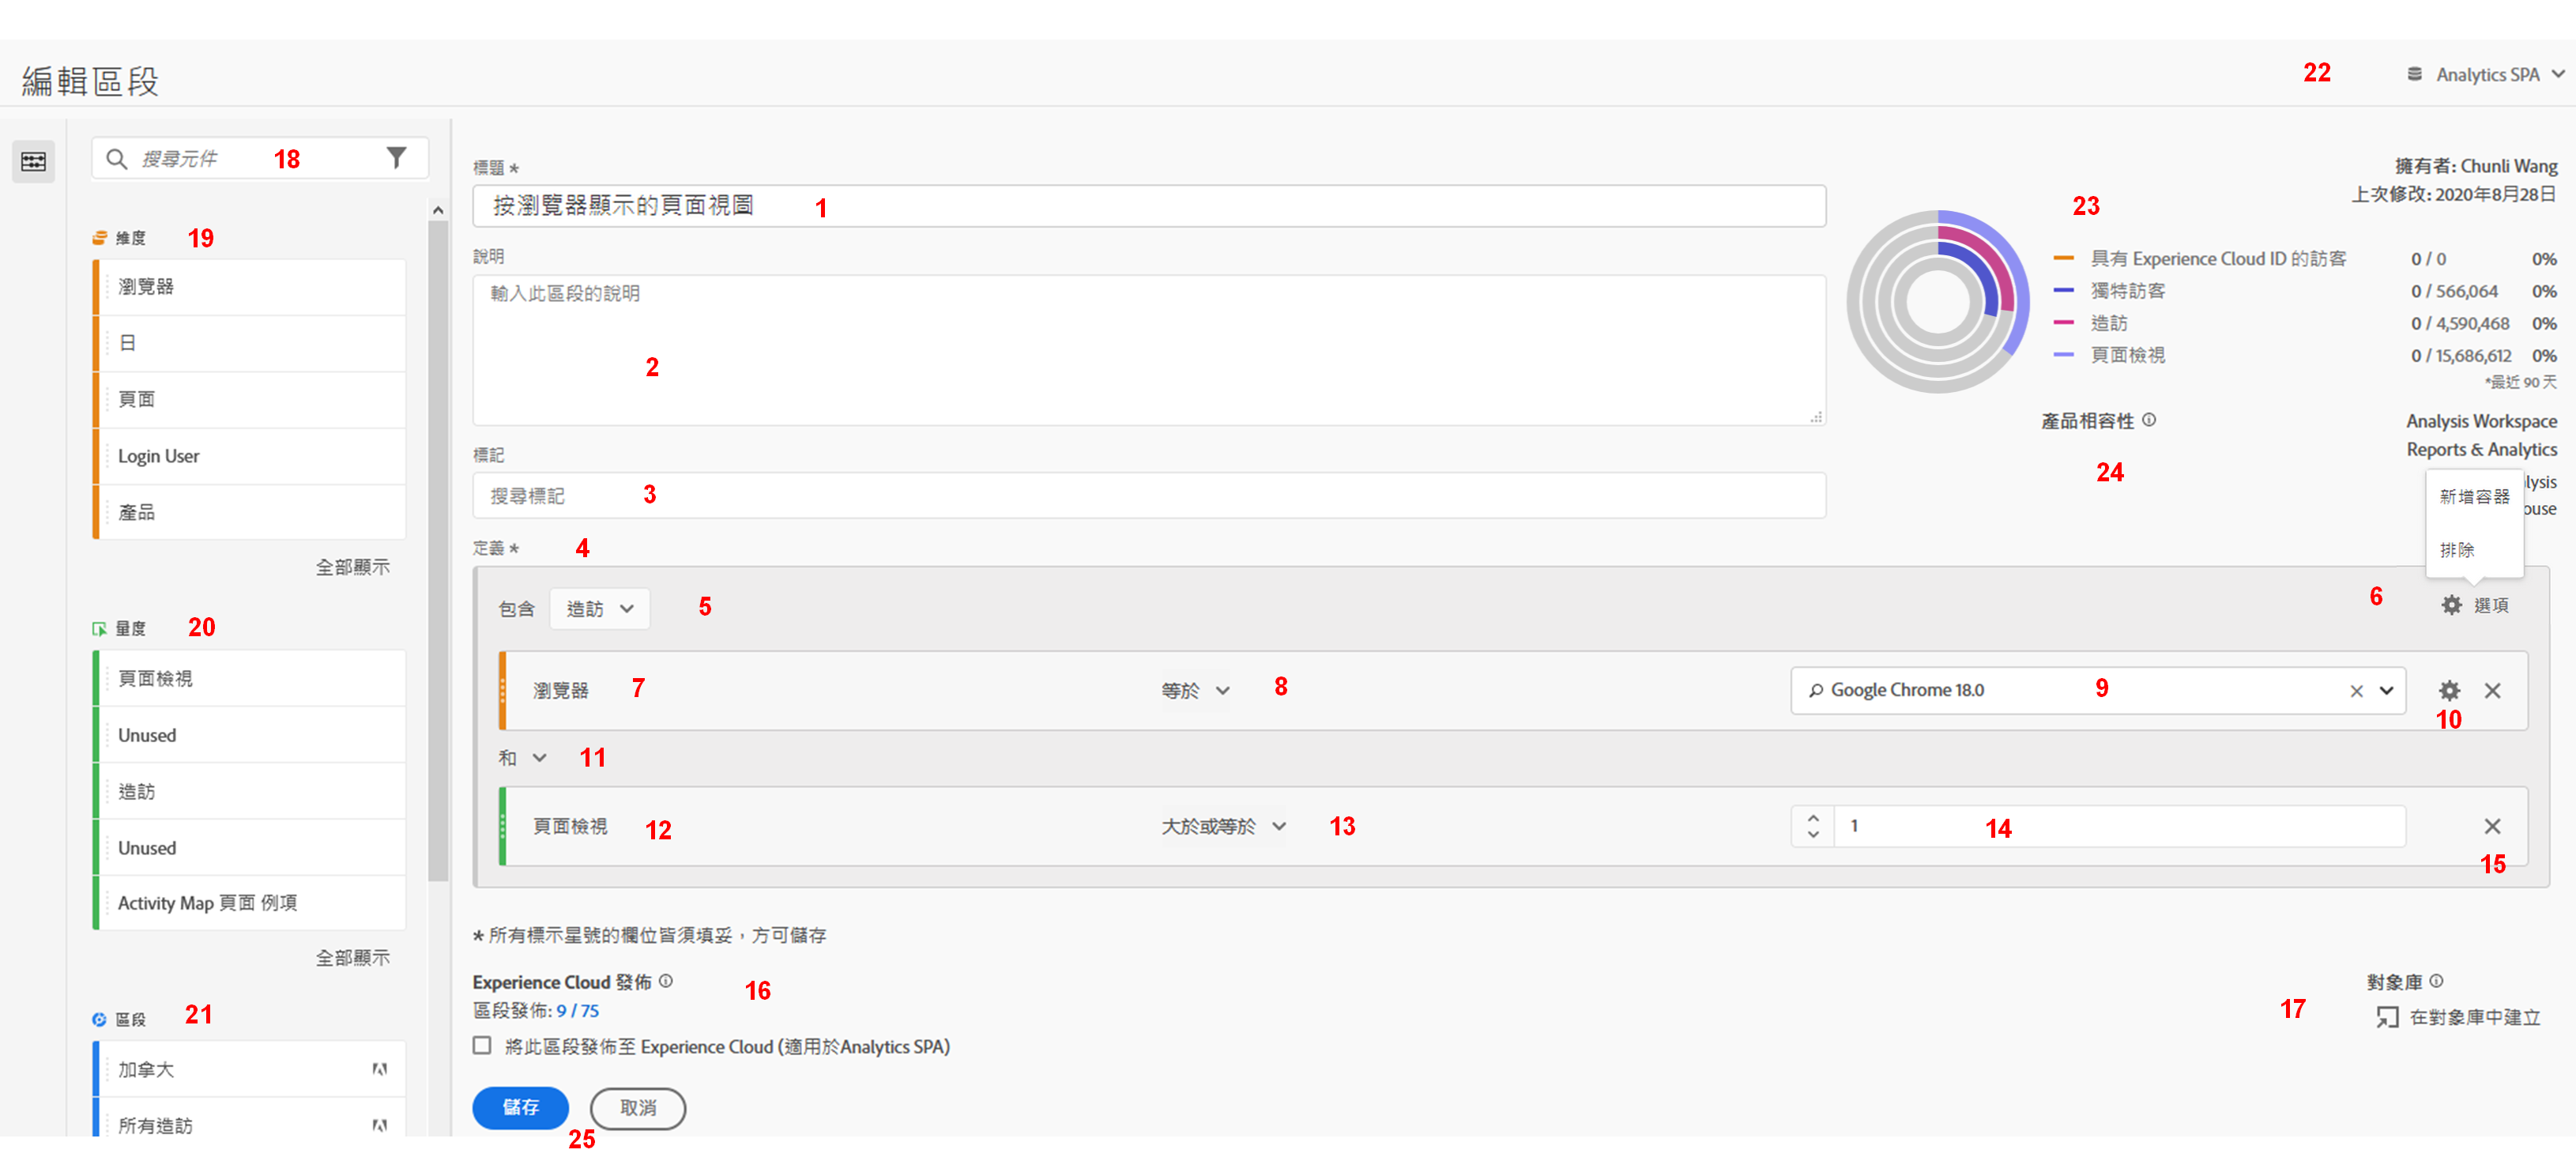 編輯區段
22
Analytics SPA
搜尋元件
18
維度
19
瀏覽器
日
頁面
Login User
產品
全部顯示
量度
20
頁面檢視
Unused
造訪
Unused
Activity Map 頁面 例項
全部顯示
區段
21
加拿大
所有造訪
標題 *
按瀏覽器顯示的頁面視圖
1
說明
輸入此區段的說明
2
標記
搜尋標記
3
擁有者: Chunli Wang
上次修改: 2020年8月28日
23
具有 Experience Cloud ID 的訪客 0 / 0 0%
獨特訪客 0 / 566,064 0%
造訪 0 / 4,590,468 0%
頁面檢視 0 / 15,686,612 0%
*最近 90 天
產品相容性
24
Analysis Workspace
Reports & Analytics
lysis
ouse
新增容器
排除
定義 *
4
包含 造訪
5
6
選項
瀏覽器
7
等於
8
Google Chrome 18.0
9
10
和
11
頁面檢視
12
大於或等於
13
1
14
15
* 所有標示星號的欄位皆須填妥，方可儲存
Experience Cloud 發佈
區段發佈: 9 / 75
16
將此區段發佈至 Experience Cloud (適用於Analytics SPA)
對象庫
17
在對象庫中建立
儲存
取消
25